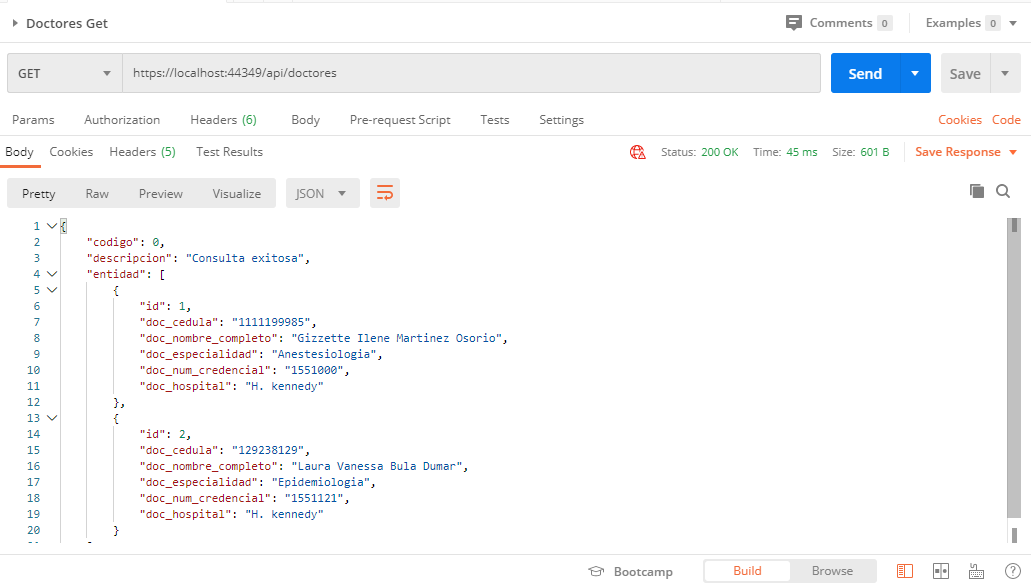 Doctores Get
Comments 0 Examples 0
GET https://localhost:44349/api/doctores Send Save
Params Authorization Headers (6) Body Pre-request Script Tests Settings Cookies Code
Body Cookies Headers (5) Test Results Status: 200 OK Time: 45 ms Size: 601 B Save Response
Pretty Raw Preview Visualize JSON
1 {
2 "codigo": 0,
3 "descripcion": "Consulta exitosa",
4 "entidad": [
5 {
6 "id": 1,
7 "doc_cedula": "1111199985",
8 "doc_nombre_completo": "Gizzette Ilene Martinez Osorio",
9 "doc_especialidad": "Anestesiologia",
10 "doc_num_credencial": "1551000",
11 "doc_hospital": "H. kennedy"
12 },
13 {
14 "id": 2,
15 "doc_cedula": "129238129",
16 "doc_nombre_completo": "Laura Vanessa Bula Dumar",
17 "doc_especialidad": "Epidemiologia",
18 "doc_num_credencial": "1551121",
19 "doc_hospital": "H. kennedy"
20 }
Bootcamp Build Browse